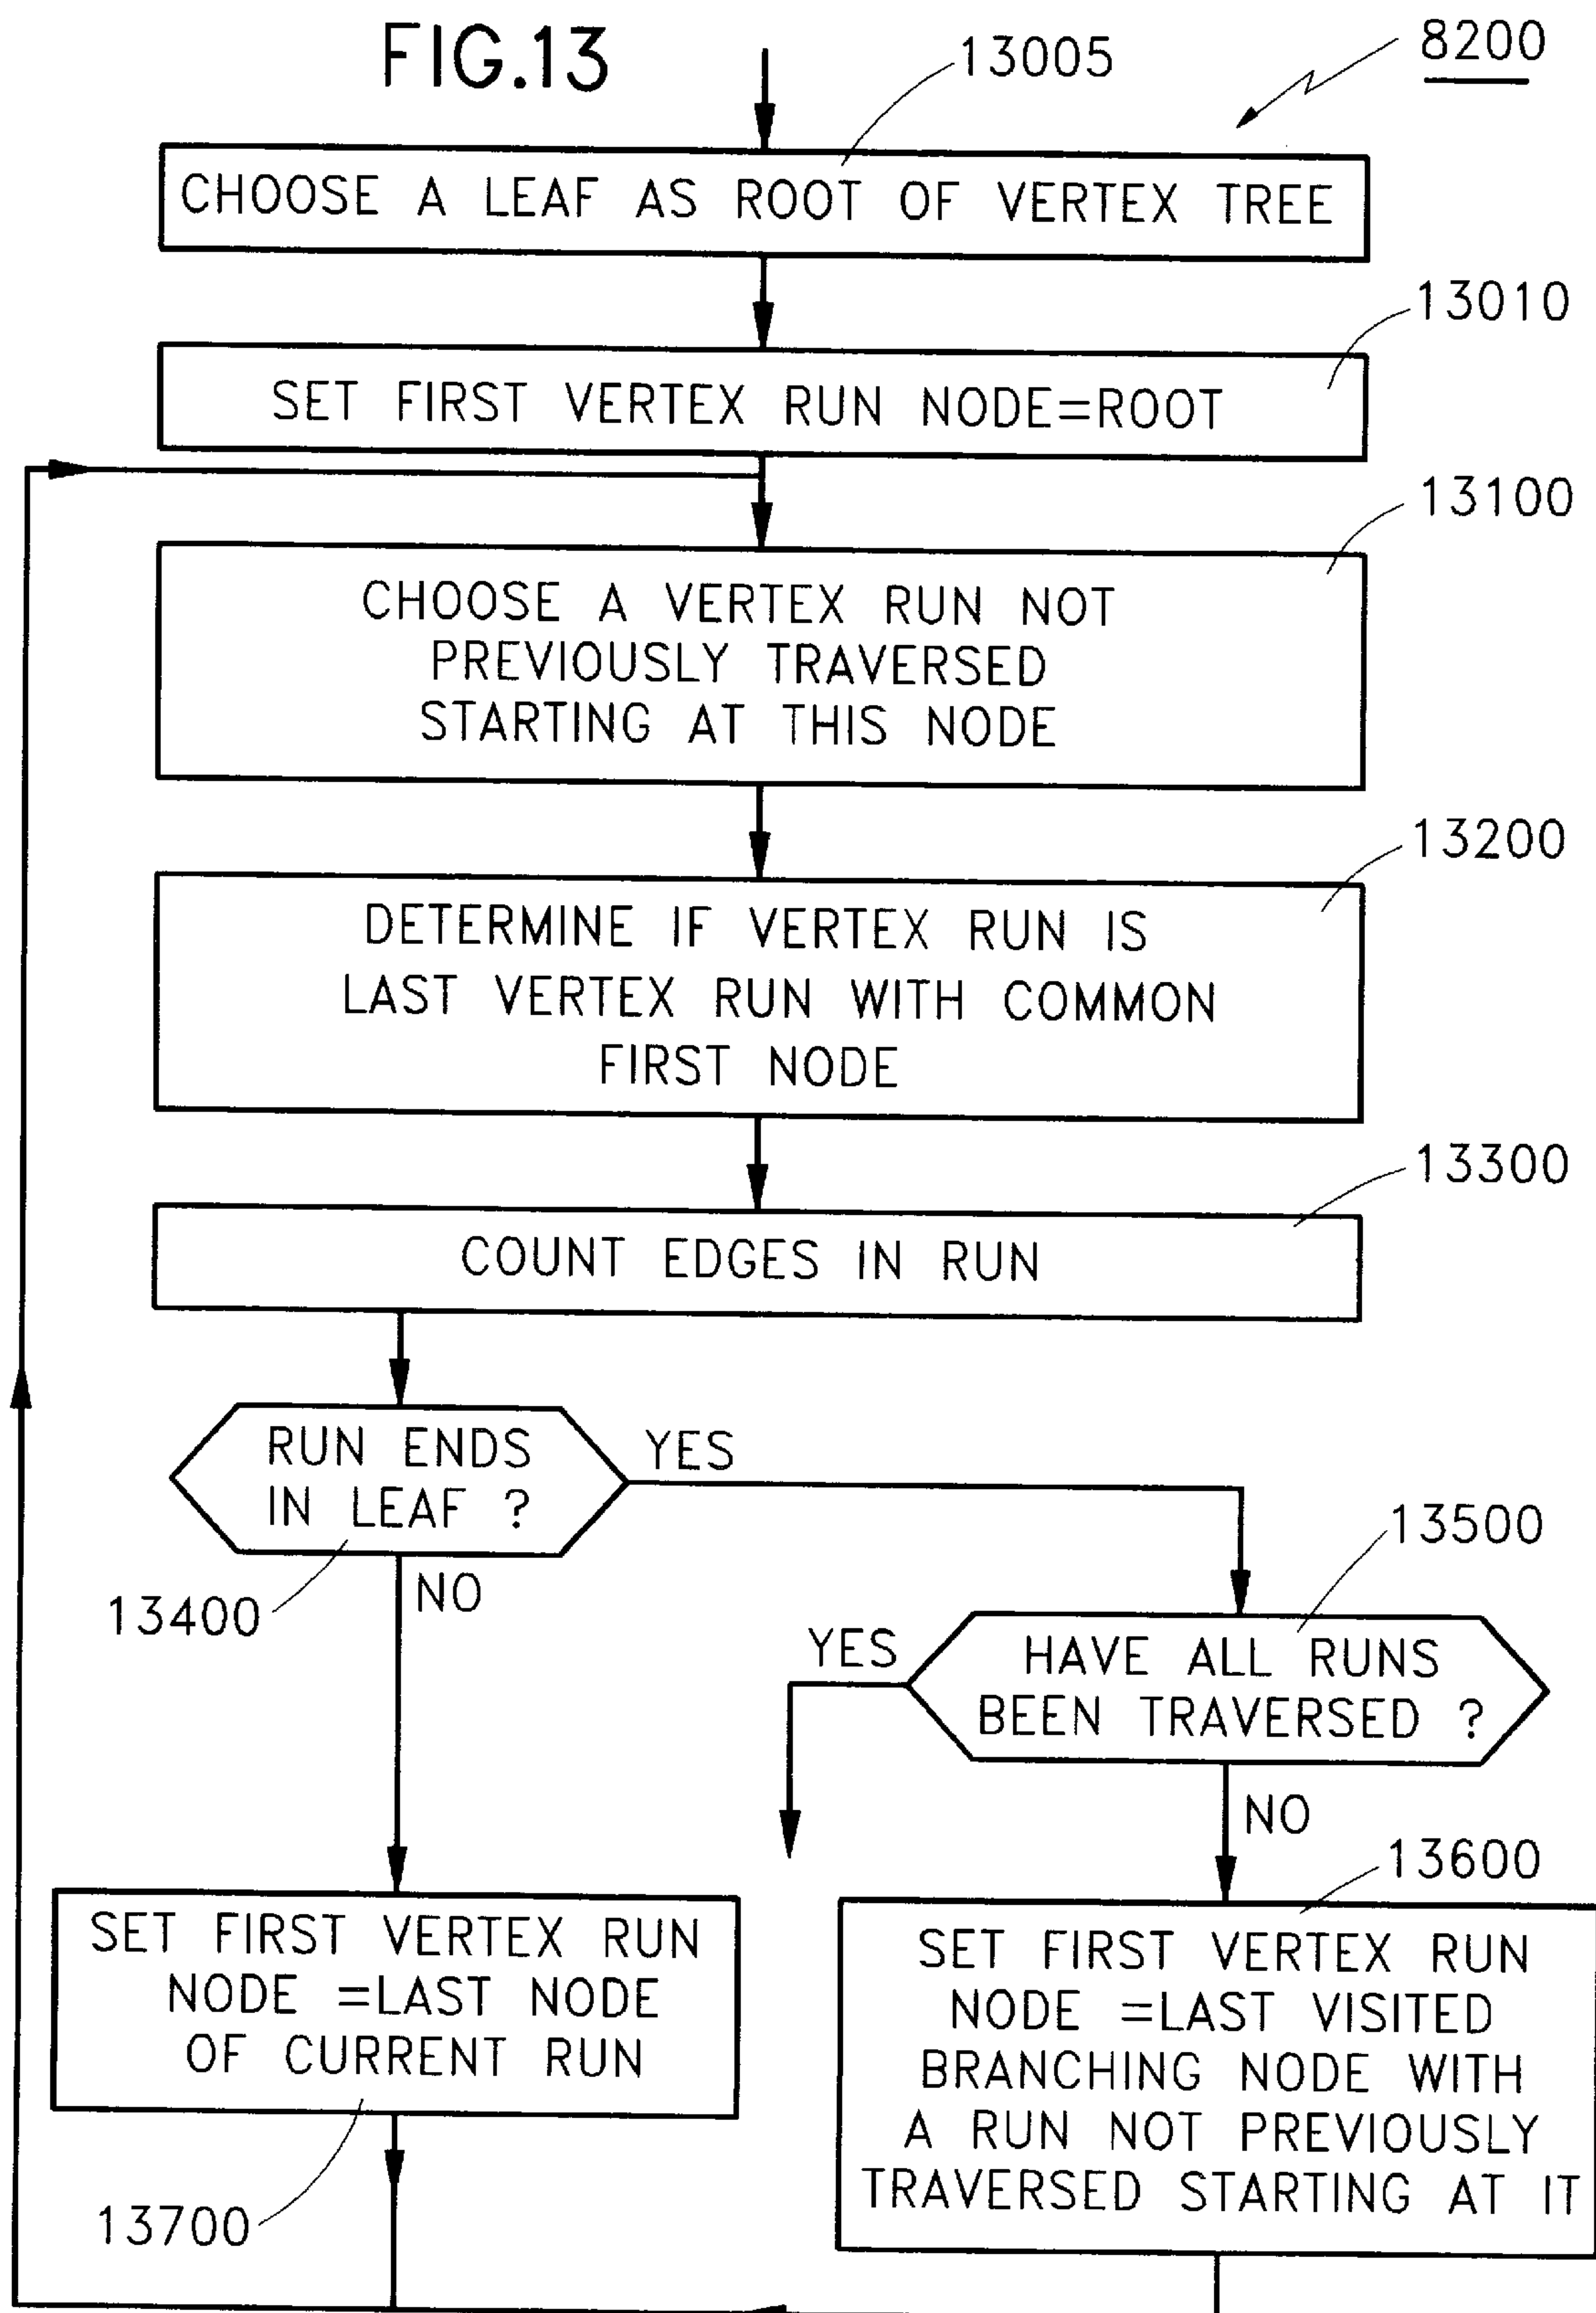 FIG.13
13005
8200
CHOOSE A LEAF AS ROOT OF VERTEX TREE
13010
SET FIRST VERTEX RUN NODE=ROOT
13100
CHOOSE A VERTEX RUN NOT
PREVIOUSLY TRAVERSED
STARTING AT THIS NODE
13200
DETERMINE IF VERTEX RUN IS
LAST VERTEX RUN WITH COMMON
FIRST NODE
13300
COUNT EDGES IN RUN
RUN ENDS
IN LEAF ?
YES
13400
NO
13500
YES
HAVE ALL RUNS
BEEN TRAVERSED ?
NO
13600
SET FIRST VERTEX RUN
NODE =LAST NODE
OF CURRENT RUN
13700
SET FIRST VERTEX RUN
NODE =LAST VISITED
BRANCHING NODE WITH
A RUN NOT PREVIOUSLY
TRAVERSED STARTING AT IT